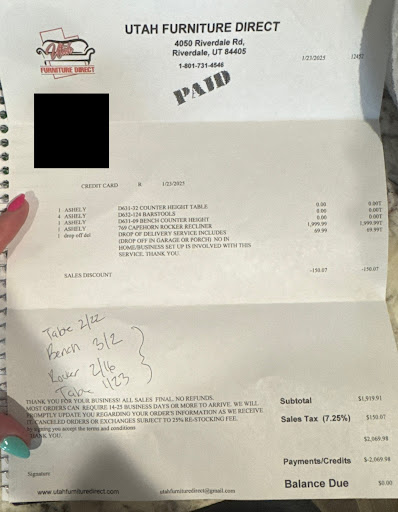 UTAH FURNITURE DIRECT
4050 Riverdale Rd,
Riverdale, UT 84405
1-801-731-4546
1/23/2025
Utah
FURNITURE DIRECT
PAID
CREDIT CARD R 1/23/2025
1 ASHELY D631-32 COUNTER HEIGHT TABLE 0.00 0.00T
4 ASHELY D632-124 BARSTOOLS 0.00 0.00T
2 ASHELY D631-09 BENCH COUNTER HEIGHT 0.00 0.00T
1 ASHELY 769 CAPEHORN ROCKER RECLINER 1,999.99 1,999.99T
1 drop off del DROP OF DELIVERY SERVICE INCLUDES 69.99 69.99T
(DROP OFF IN GARAGE OR PORCH). NO IN
HOME/BUSINESS SET UP IS INVOLVED WITH THIS
SERVICE. THANK YOU.
SALES DISCOUNT -150.07 -150.07
Table 2/22
Bench 3/2
Rocker 2/16
Table 1/23
THANK YOU FOR YOUR BUSINESS! ALL SALES FINAL. NO REFUNDS.
MOST ORDERS CAN REQUIRE 14-25 BUSINESS DAYS OR MORE TO ARRIVE. WE WILL
PROMPTLY UPDATE YOU REGARDING YOUR ORDER'S INFORMATION AS WE RECEIVE
IT. CANCELED ORDERS OR EXCHANGES SUBJECT TO 25% RE-STOCKING FEE.
by signing you accept the terms and conditions
THANK YOU.
Subtotal $1,919.91
Sales Tax (7.25%) $150.07
$2,069.98
Payments/Credits $-2,069.98
Balance Due $0.00
Signature
www.utahfurnituredirect.com utahfurnituredirect@gmail.com